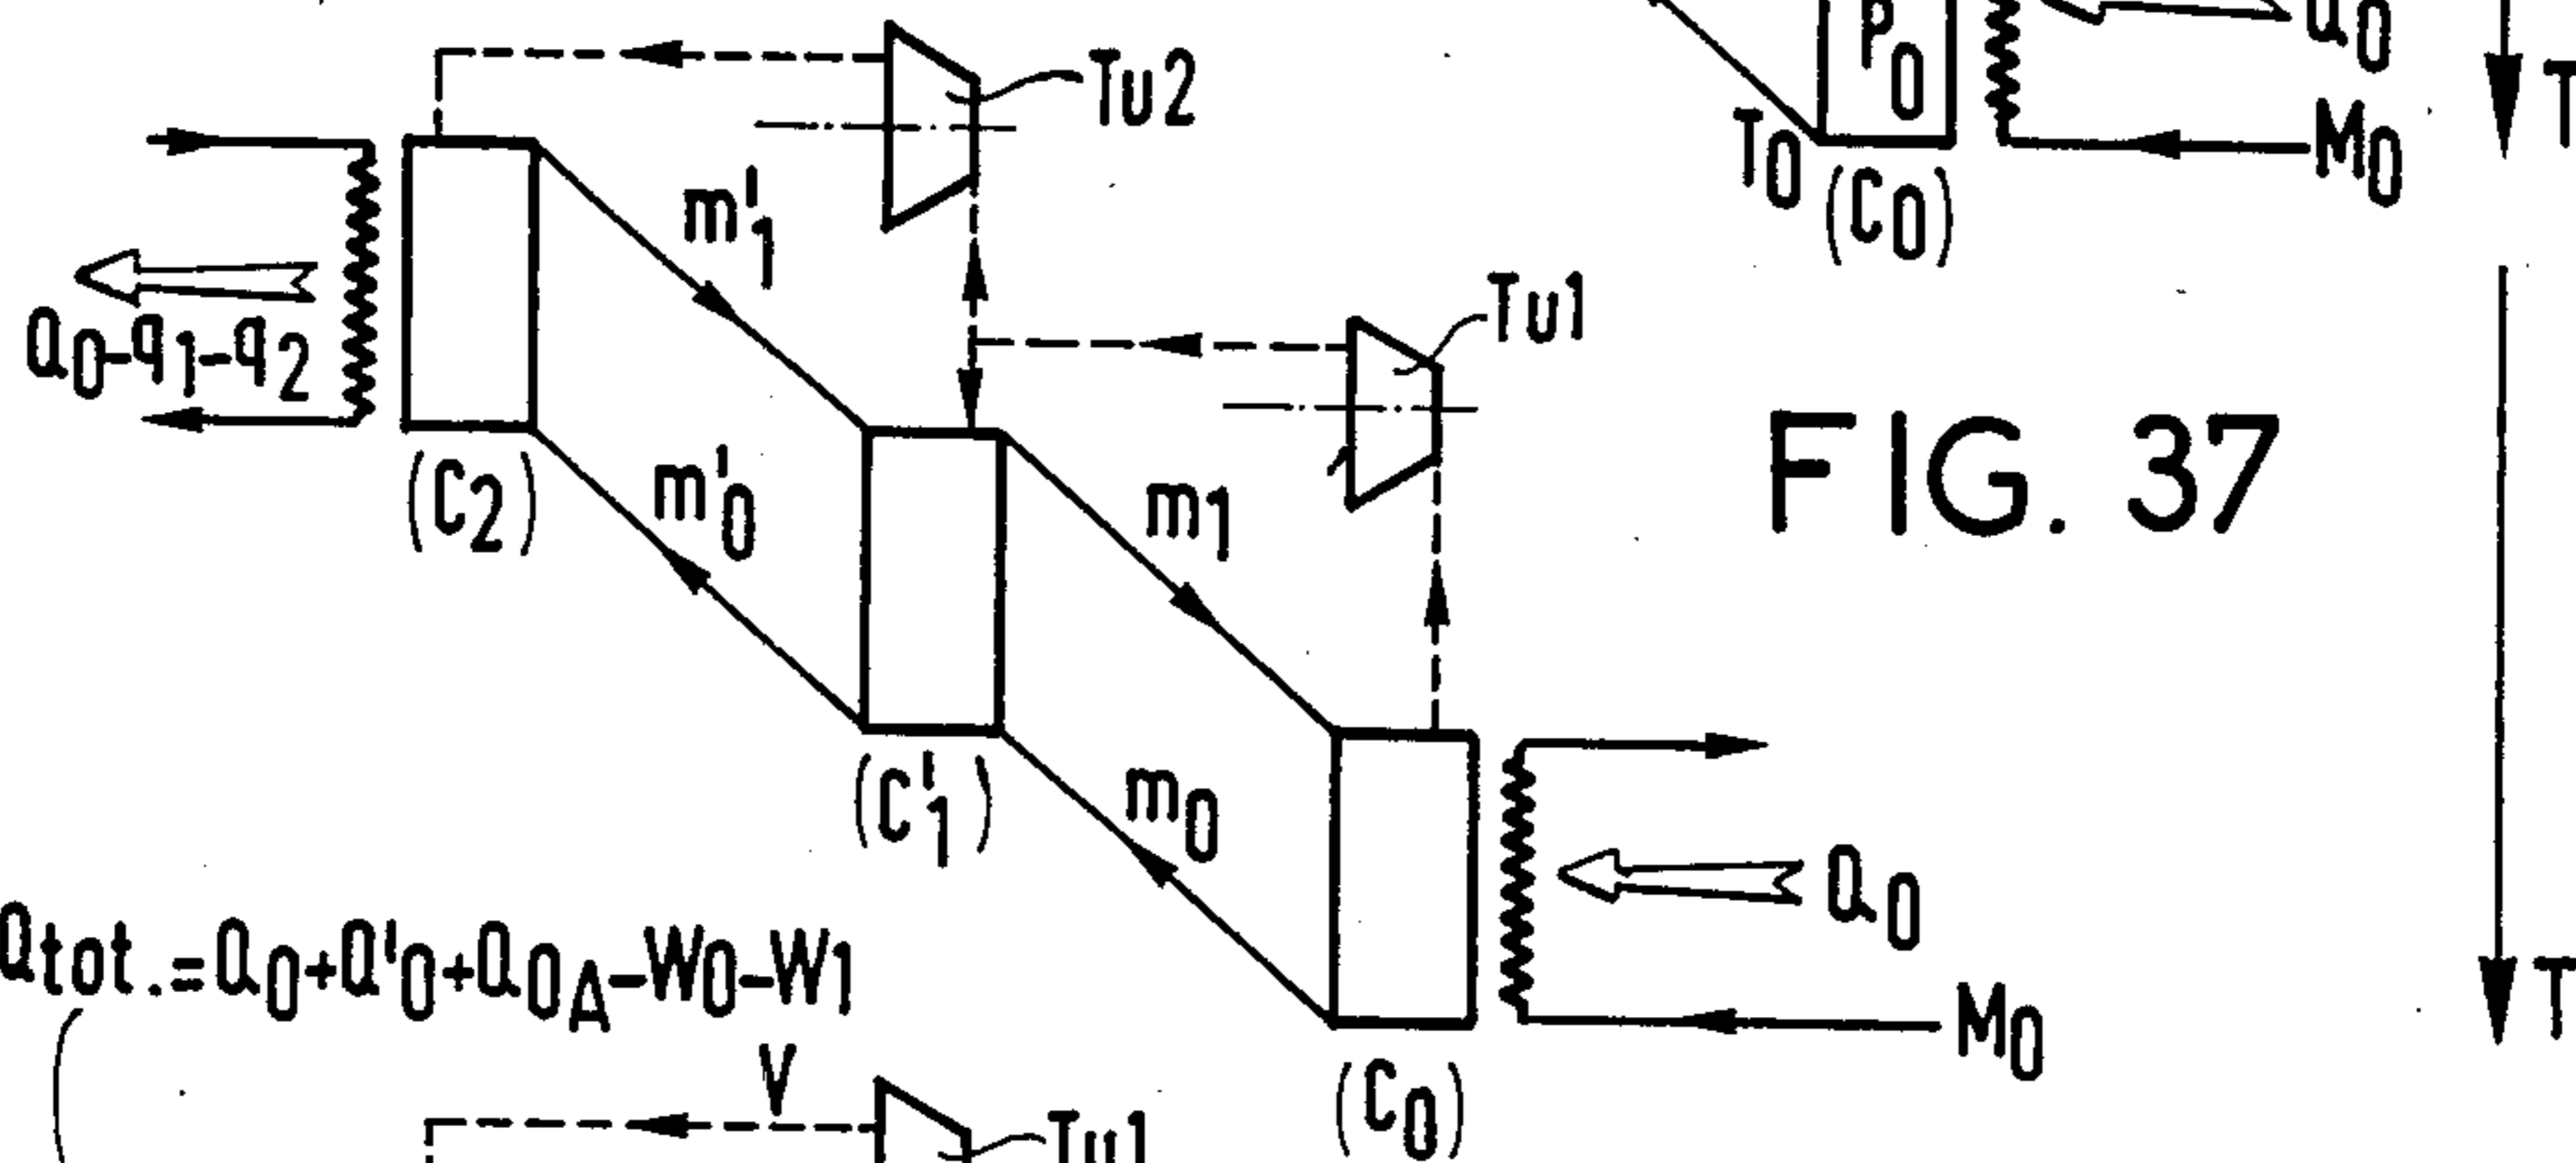 P0
Q0
T
T0
M0
(C0)
Tu2
m'1
Tu1
Q0-q1-q2
FIG. 37
(C2)
m'0
m1
(C'1)
m0
Q0
Qtot.=Q0+Q'0+Q0A-W0-W1
T
M0
V
(C0)
Tu1